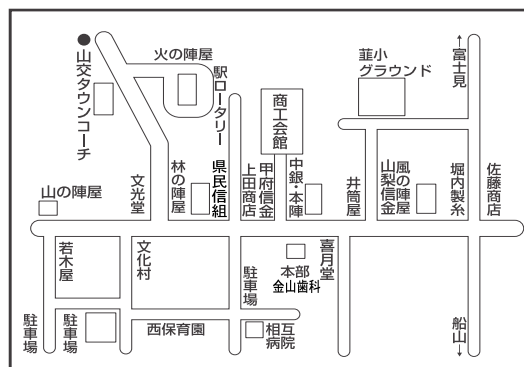 火の陣屋
山交タウンコーチ
駅ロータリー
商工会館
韮小
グラウンド
←富士見
山の陣屋
文光堂
林の陣屋
県民信組
上田商店
甲府信金
中銀・本陣
井筒屋
山梨信金
風の陣屋
堀内製糸
佐藤商店
若木屋
文化村
駐車場
本部
金山歯科
喜月堂
駐車場
駐車場
西保育園
相互
病院
船山→